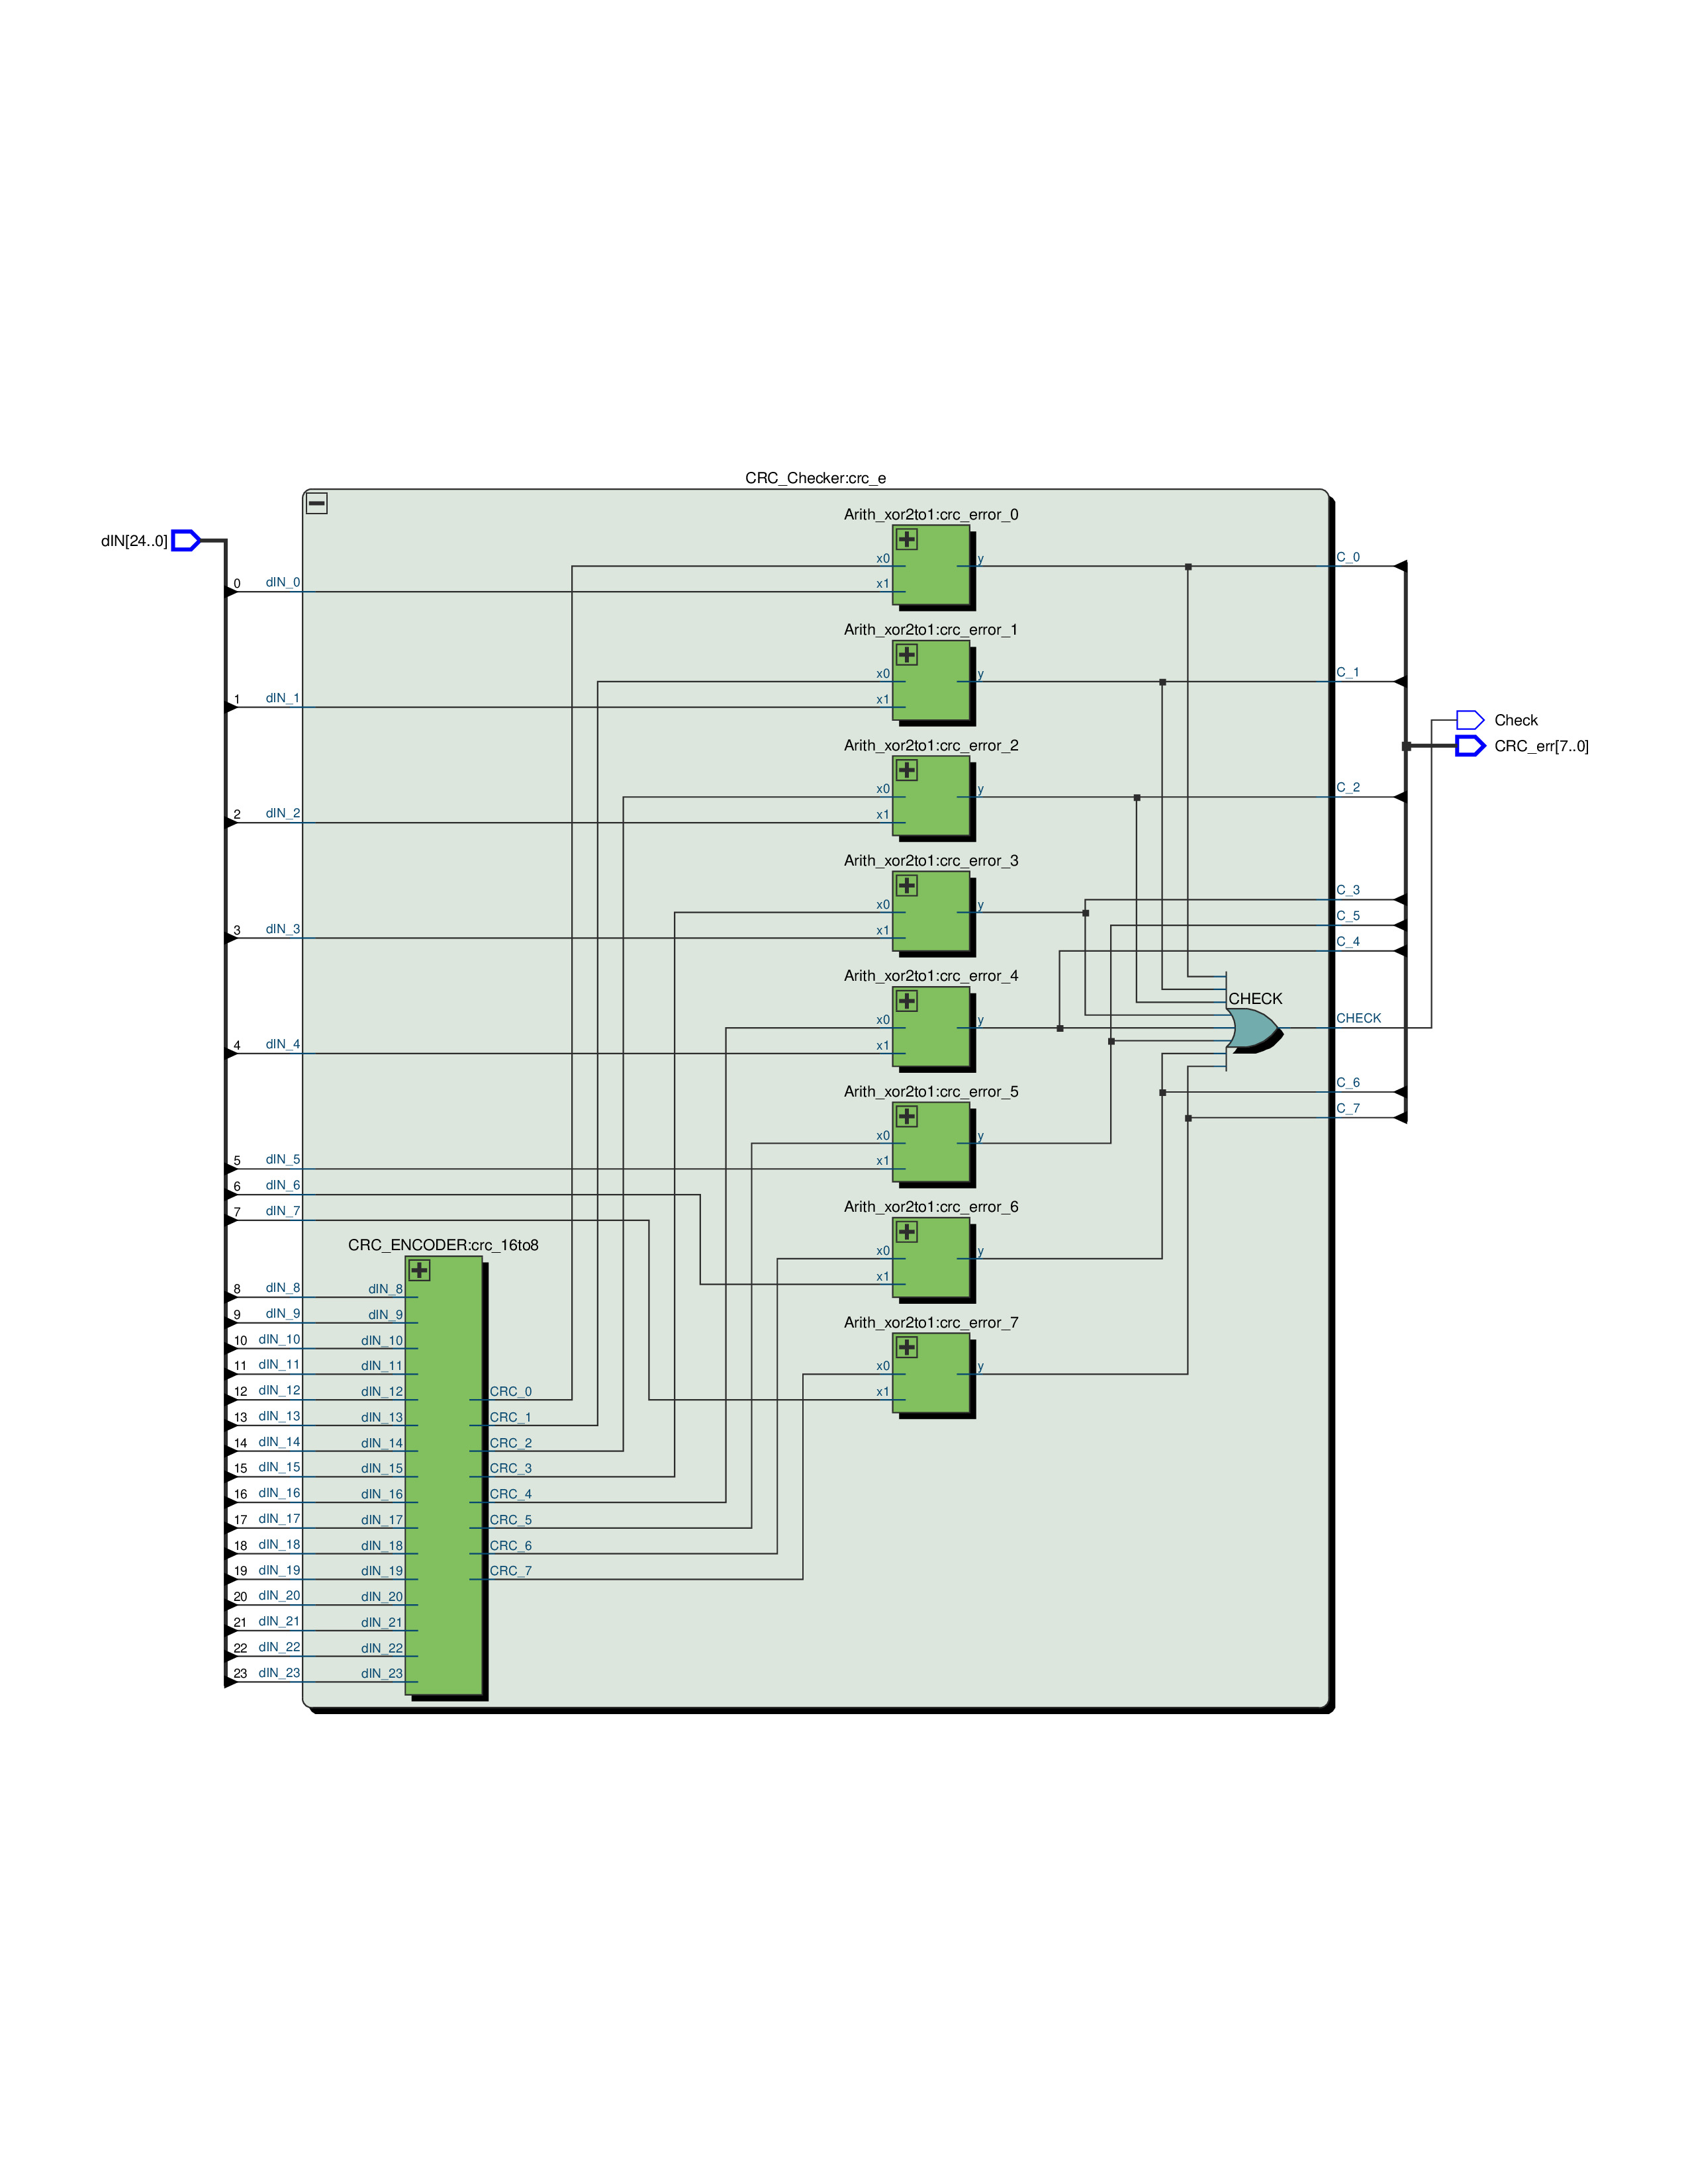 CRC_Checker:crc_e
dIN[24..0]
Arith_xor2to1:crc_error_0
x0 y C_0
0 dIN_0 x1
Arith_xor2to1:crc_error_1
x0 y C_1
1 dIN_1 x1
Check
CRC_err[7..0]
Arith_xor2to1:crc_error_2
x0 y C_2
2 dIN_2 x1
Arith_xor2to1:crc_error_3
C_3
x0 y
C_5
3 dIN_3 x1
C_4
Arith_xor2to1:crc_error_4
CHECK
x0 y CHECK
4 dIN_4 x1
C_6
Arith_xor2to1:crc_error_5
C_7
x0 y
5 dIN_5 x1
6 dIN_6
Arith_xor2to1:crc_error_6
7 dIN_7
CRC_ENCODER:crc_16to8
x0 y
x1
8 dIN_8 dIN_8
9 dIN_9 dIN_9
Arith_xor2to1:crc_error_7
10 dIN_10 dIN_10
11 dIN_11 dIN_11 x0 y
12 dIN_12 dIN_12 CRC_0 x1
13 dIN_13 dIN_13 CRC_1
14 dIN_14 dIN_14 CRC_2
15 dIN_15 dIN_15 CRC_3
16 dIN_16 dIN_16 CRC_4
17 dIN_17 dIN_17 CRC_5
18 dIN_18 dIN_18 CRC_6
19 dIN_19 dIN_19 CRC_7
20 dIN_20 dIN_20
21 dIN_21 dIN_21
22 dIN_22 dIN_22
23 dIN_23 dIN_23